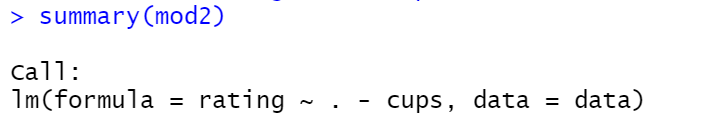 > summary(mod2)
Call:
lm(formula = rating ~ . - cups, data = data)